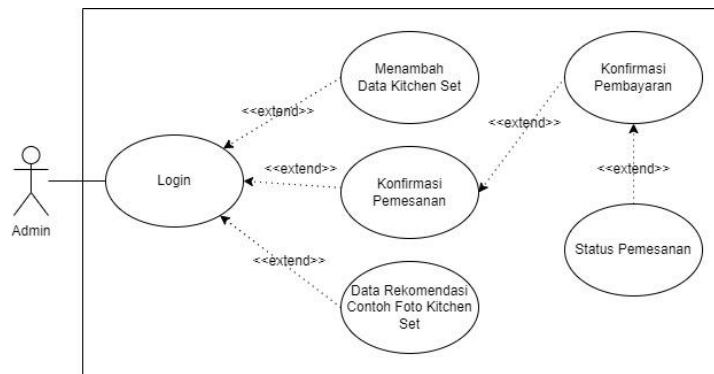 Menambah
Data Kitchen Set
Konfirmasi
Pembayaran
<<extend>>
<<extend>>
Login
<<extend>>
Konfirmasi
Pemesanan
<<extend>>
Admin
Status Pemesanan
<<extend>>
Data Rekomendasi
Contoh Foto Kitchen
Set